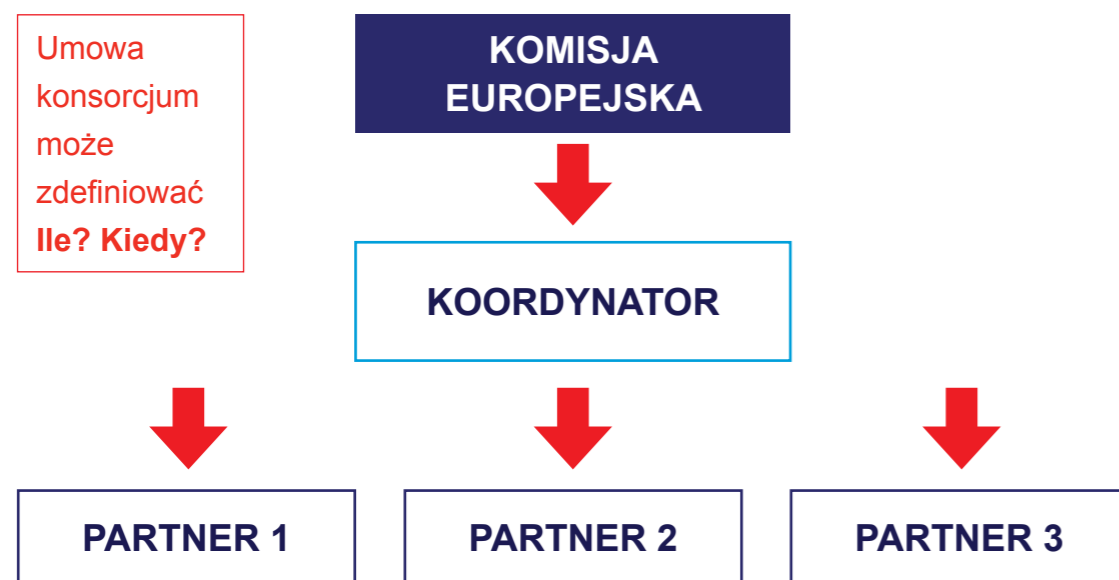 Umowa
konsorcjum
może
zdefiniować
Ile? Kiedy?
KOMISJA
EUROPEJSKA
KOORDYNATOR
PARTNER 1
PARTNER 2
PARTNER 3